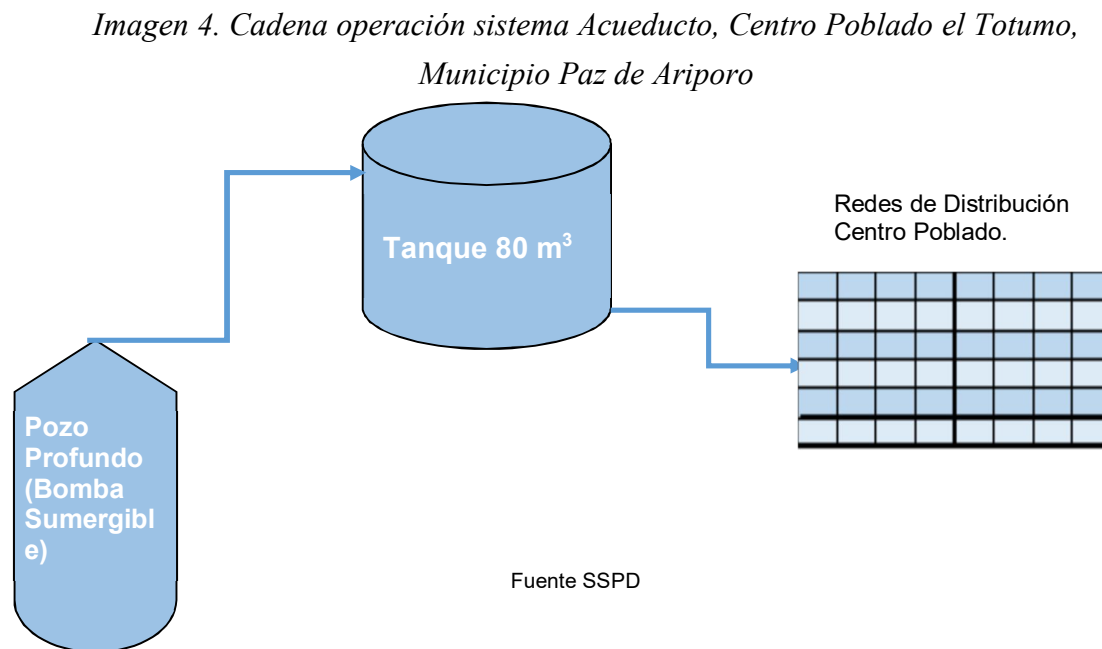 Imagen 4. Cadena operación sistema Acueducto, Centro Poblado el Totumo,
Municipio Paz de Ariporo
Tanque 80 m³
Redes de Distribución
Centro Poblado.
Pozo
Profundo
(Bomba
Sumergibl
e)
Fuente SSPD